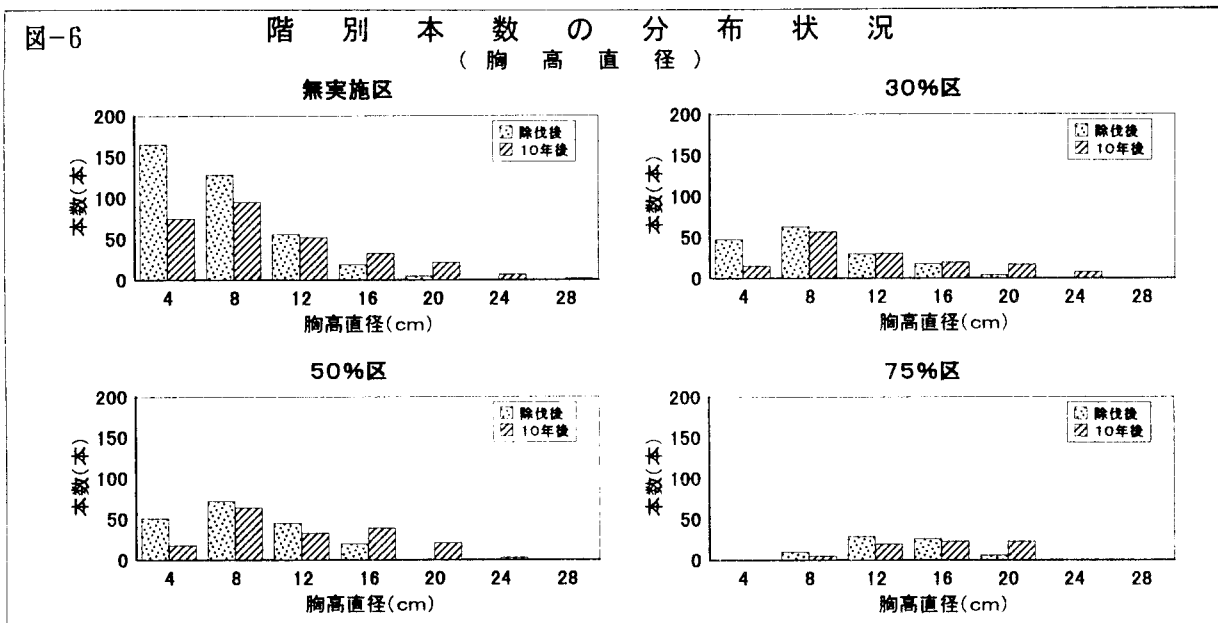 図-6
階別本数の分布状況
(胸高直径)
無実施区
200
150
100
50
0
本数(本)
除伐後
10年後
4 8 12 16 20 24 28
胸高直径(cm)
30%区
200
150
100
50
0
本数(本)
除伐後
10年後
4 8 12 16 20 24 28
胸高直径(cm)
50%区
200
150
100
50
0
本数(本)
除伐後
10年後
4 8 12 16 20 24 28
胸高直径(cm)
75%区
200
150
100
50
0
本数(本)
除伐後
10年後
4 8 12 16 20 24 28
胸高直径(cm)